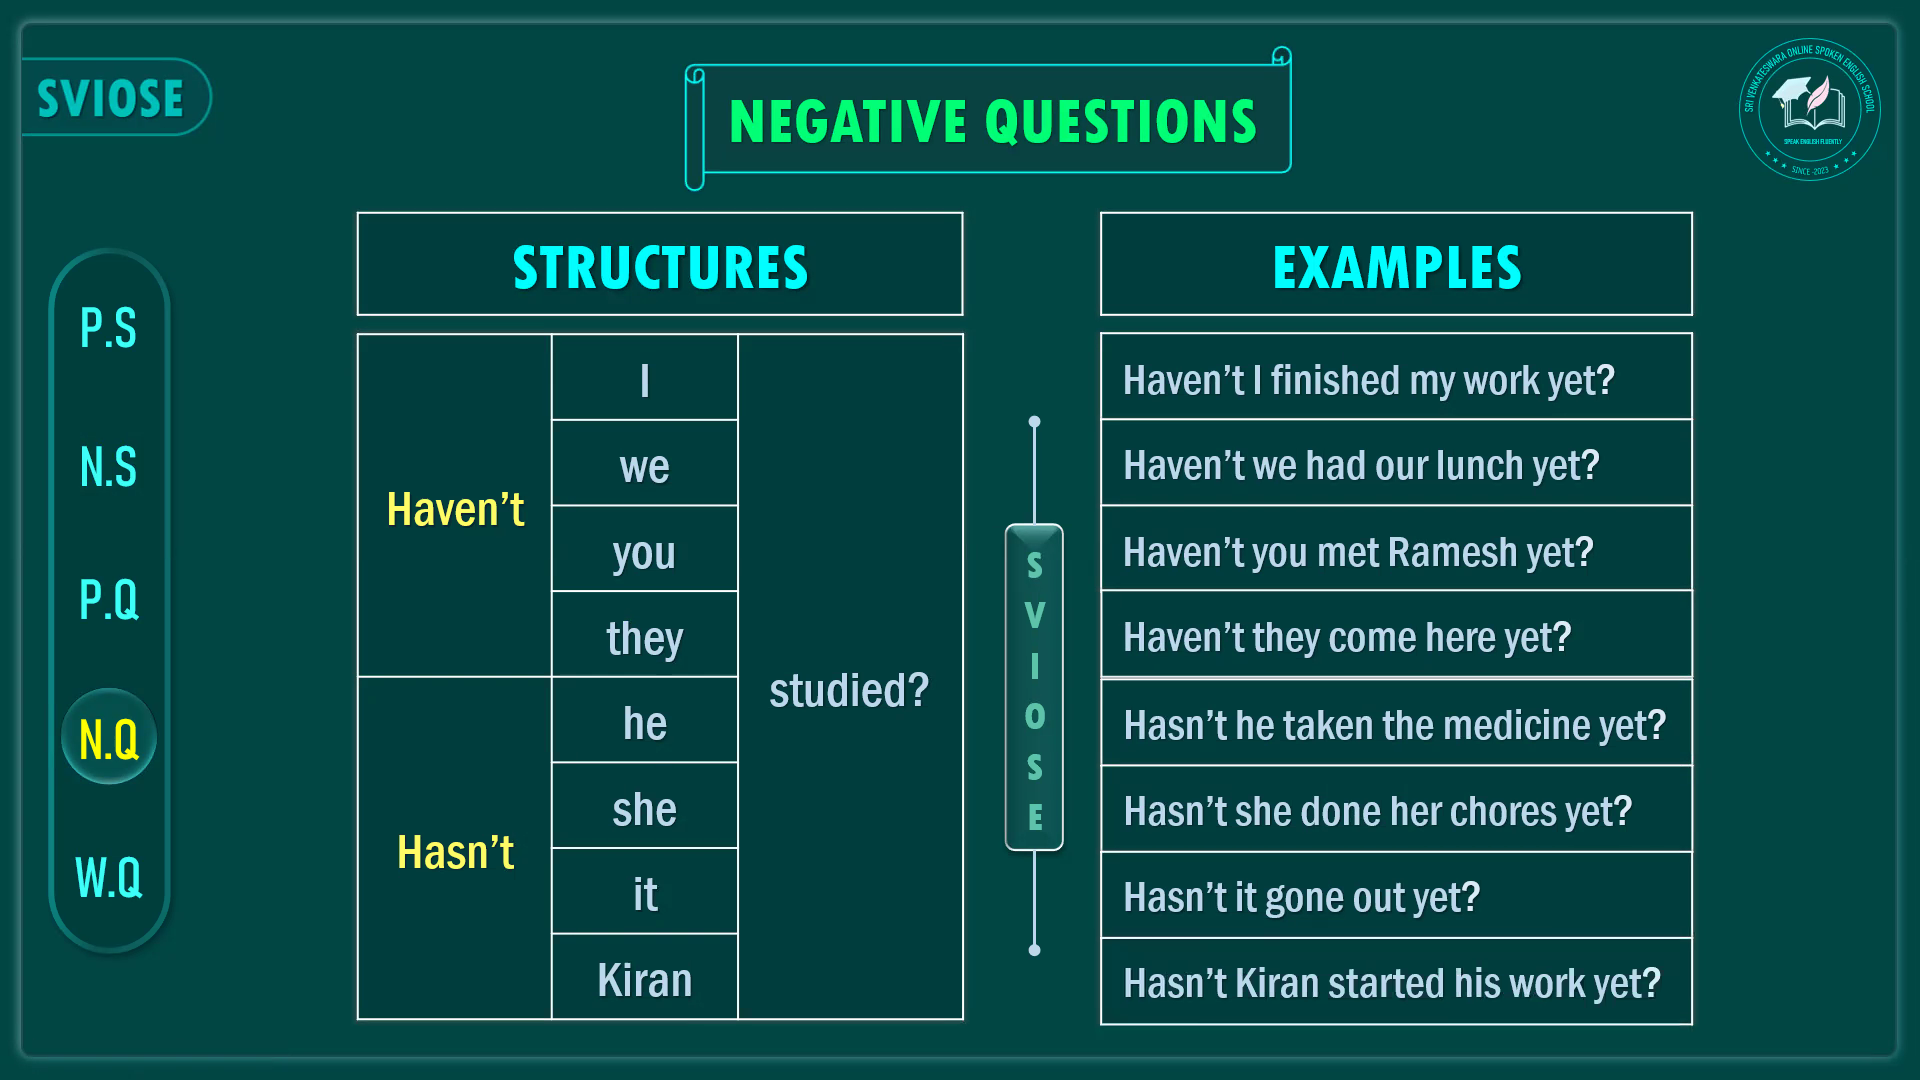 SVIOSE
NEGATIVE QUESTIONS
SRI VENKATESWARA ONLINE SPOKEN ENGLISH SCHOOL
SPEAK ENGLISH FLUENTLY
SINCE -2023
P.S
N.S
P.Q
N.Q
W.Q
STRUCTURES
Haven’t
I
we
you
they
Hasn’t
he
she
it
Kiran
studied?
S
V
I
O
S
E
EXAMPLES
Haven’t I finished my work yet?
Haven’t we had our lunch yet?
Haven’t you met Ramesh yet?
Haven’t they come here yet?
Hasn’t he taken the medicine yet?
Hasn’t she done her chores yet?
Hasn’t it gone out yet?
Hasn’t Kiran started his work yet?